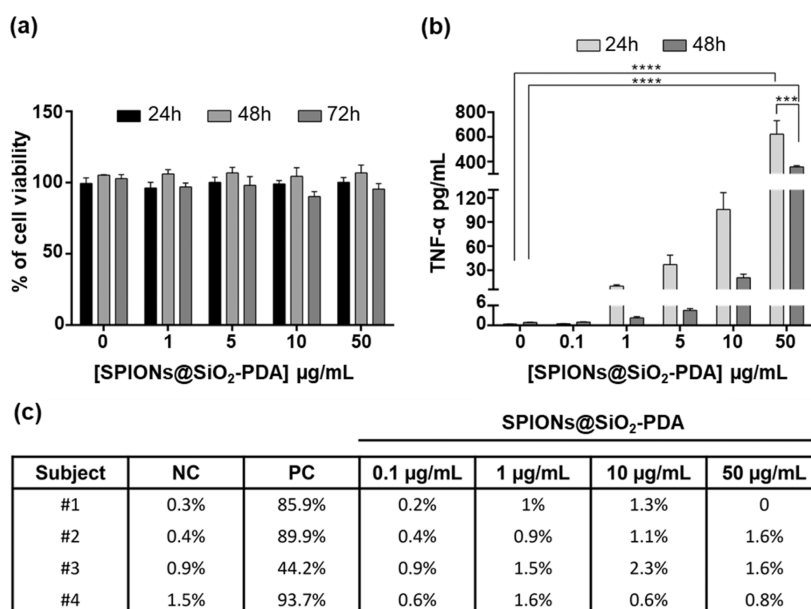 (a)
24h 48h 72h
150
100
50
0
% of cell viability
0 1 5 10 50
[SPIONs@SiO₂-PDA] µg/mL
(b)
24h 48h
****
****
***
800
600
400
120
90
60
30
6
0
TNF-α pg/mL
0 0.1 1 5 10 50
[SPIONs@SiO₂-PDA] µg/mL
(c)
SPIONs@SiO₂-PDA
Subject NC PC 0.1 µg/mL 1 µg/mL 10 µg/mL 50 µg/mL
#1 0.3% 85.9% 0.2% 1% 1.3% 0
#2 0.4% 89.9% 0.4% 0.9% 1.1% 1.6%
#3 0.9% 44.2% 0.9% 1.5% 2.3% 1.6%
#4 1.5% 93.7% 0.6% 1.6% 0.6% 0.8%